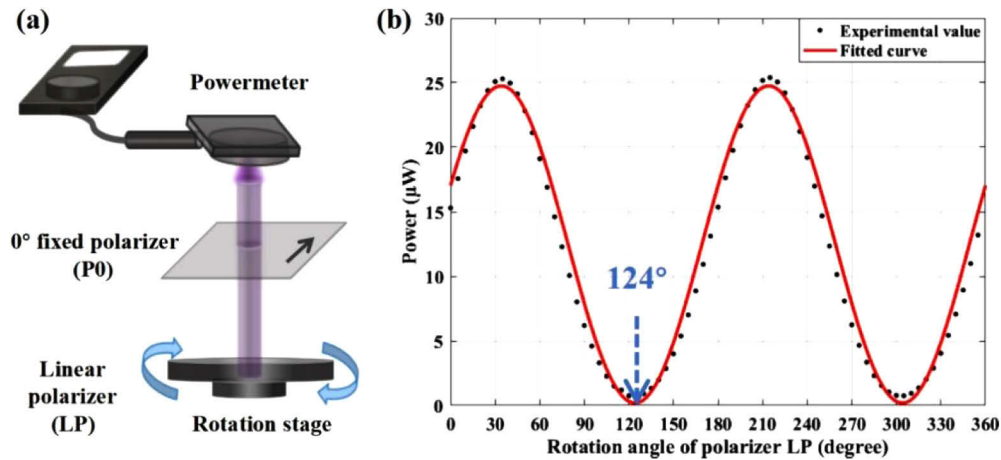 (a)
Powermeter
0° fixed polarizer
(P0)
Linear
polarizer
(LP)
Rotation stage
(b)
30
25
20
15
10
5
0
Power (μW)
Experimental value
Fitted curve
124°
0 30 60 90 120 150 180 210 240 270 300 330 360
Rotation angle of polarizer LP (degree)